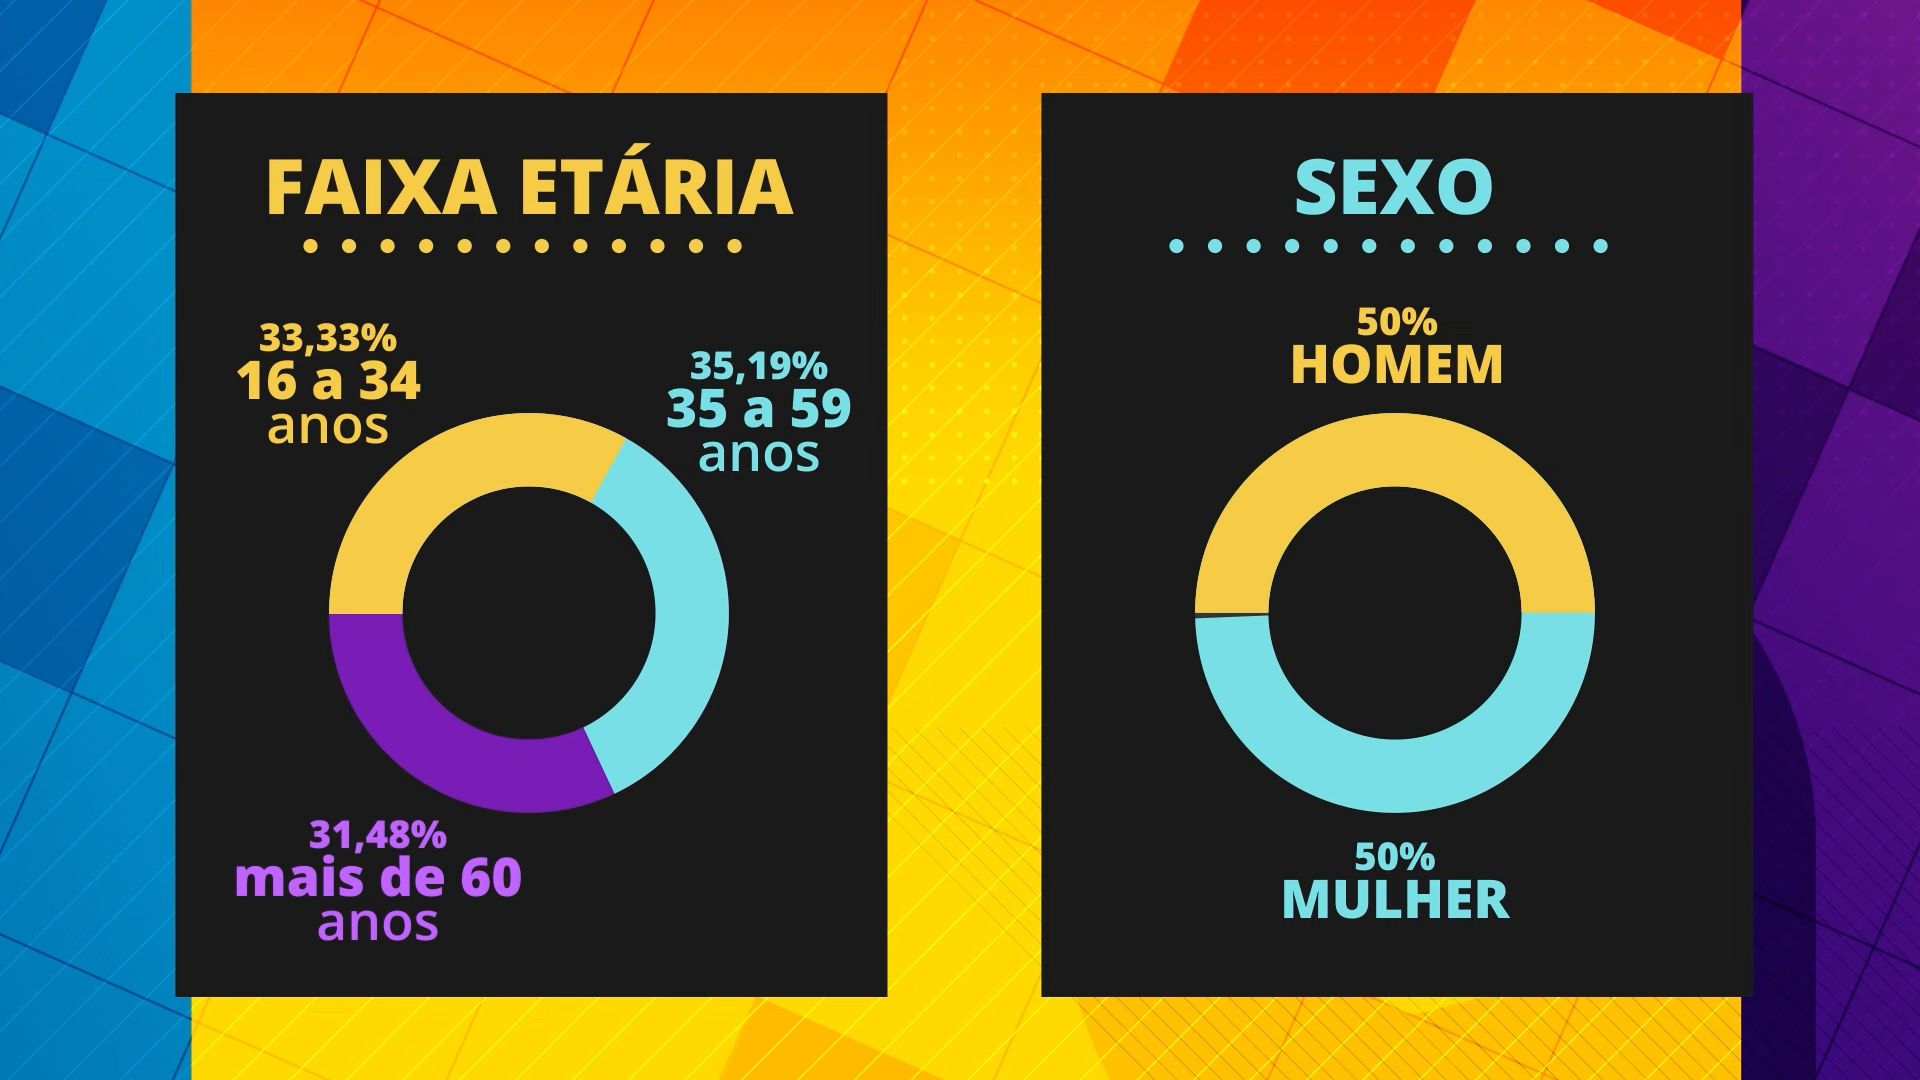 FAIXA ETÁRIA
33,33%
16 a 34
anos
35,19%
35 a 59
anos
31,48%
mais de 60
anos
SEXO
50%
HOMEM
50%
MULHER